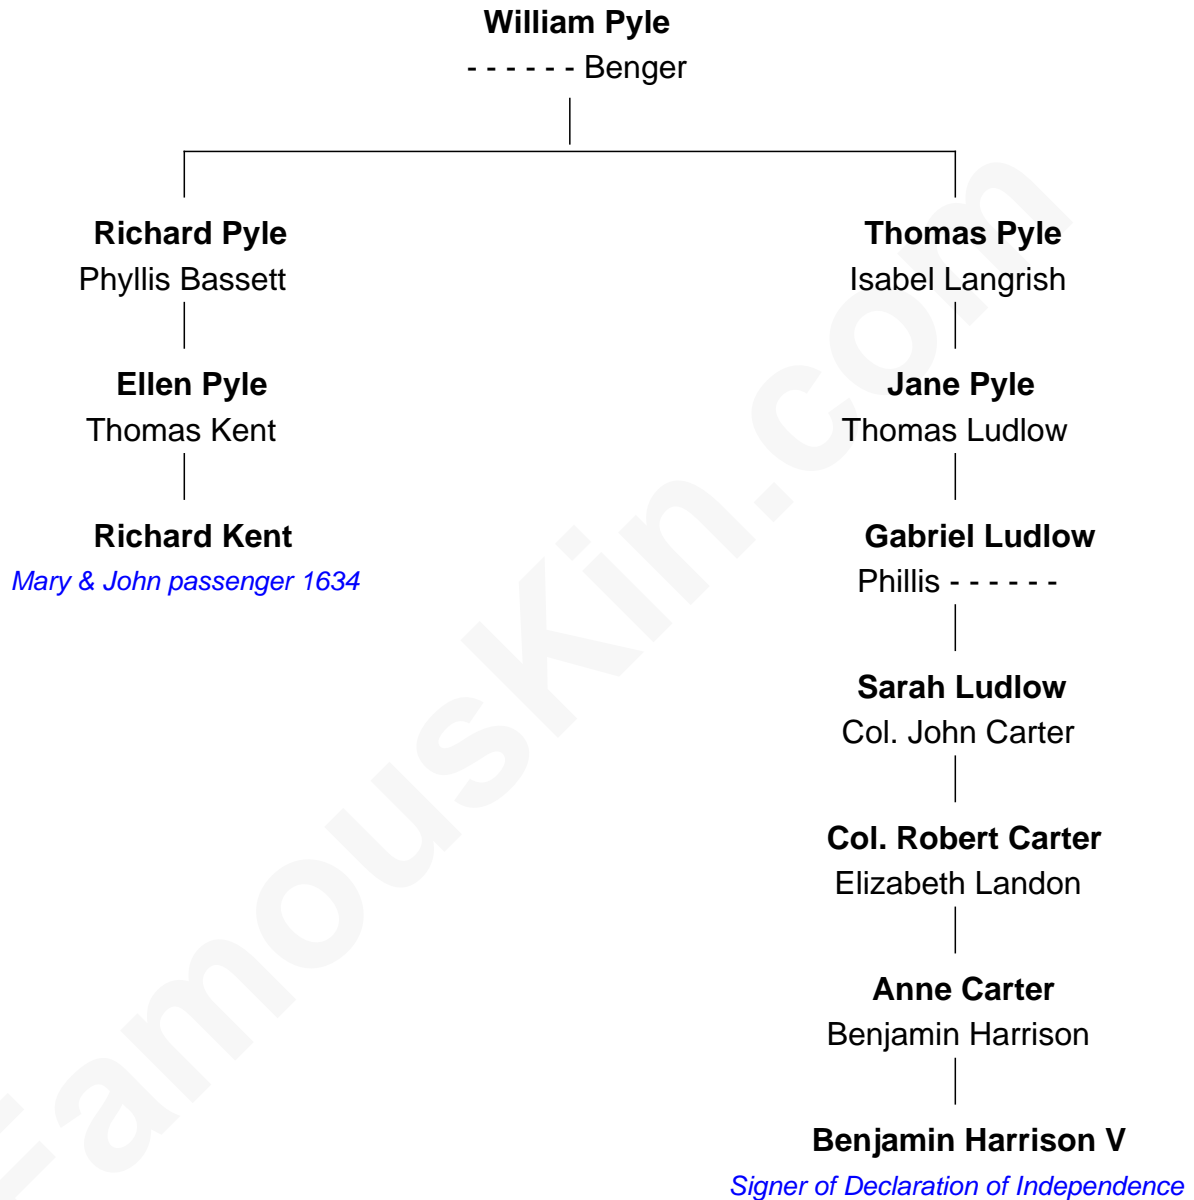 William Pyle
- - - - - - Benger
Richard Pyle
Phyllis Bassett
Ellen Pyle
Thomas Kent
Richard Kent
Mary & John passenger 1634
Thomas Pyle
Isabel Langrish
Jane Pyle
Thomas Ludlow
Gabriel Ludlow
Phillis - - - - - -
Sarah Ludlow
Col. John Carter
Col. Robert Carter
Elizabeth Landon
Anne Carter
Benjamin Harrison
Benjamin Harrison V
Signer of Declaration of Independence
FamousKin.com